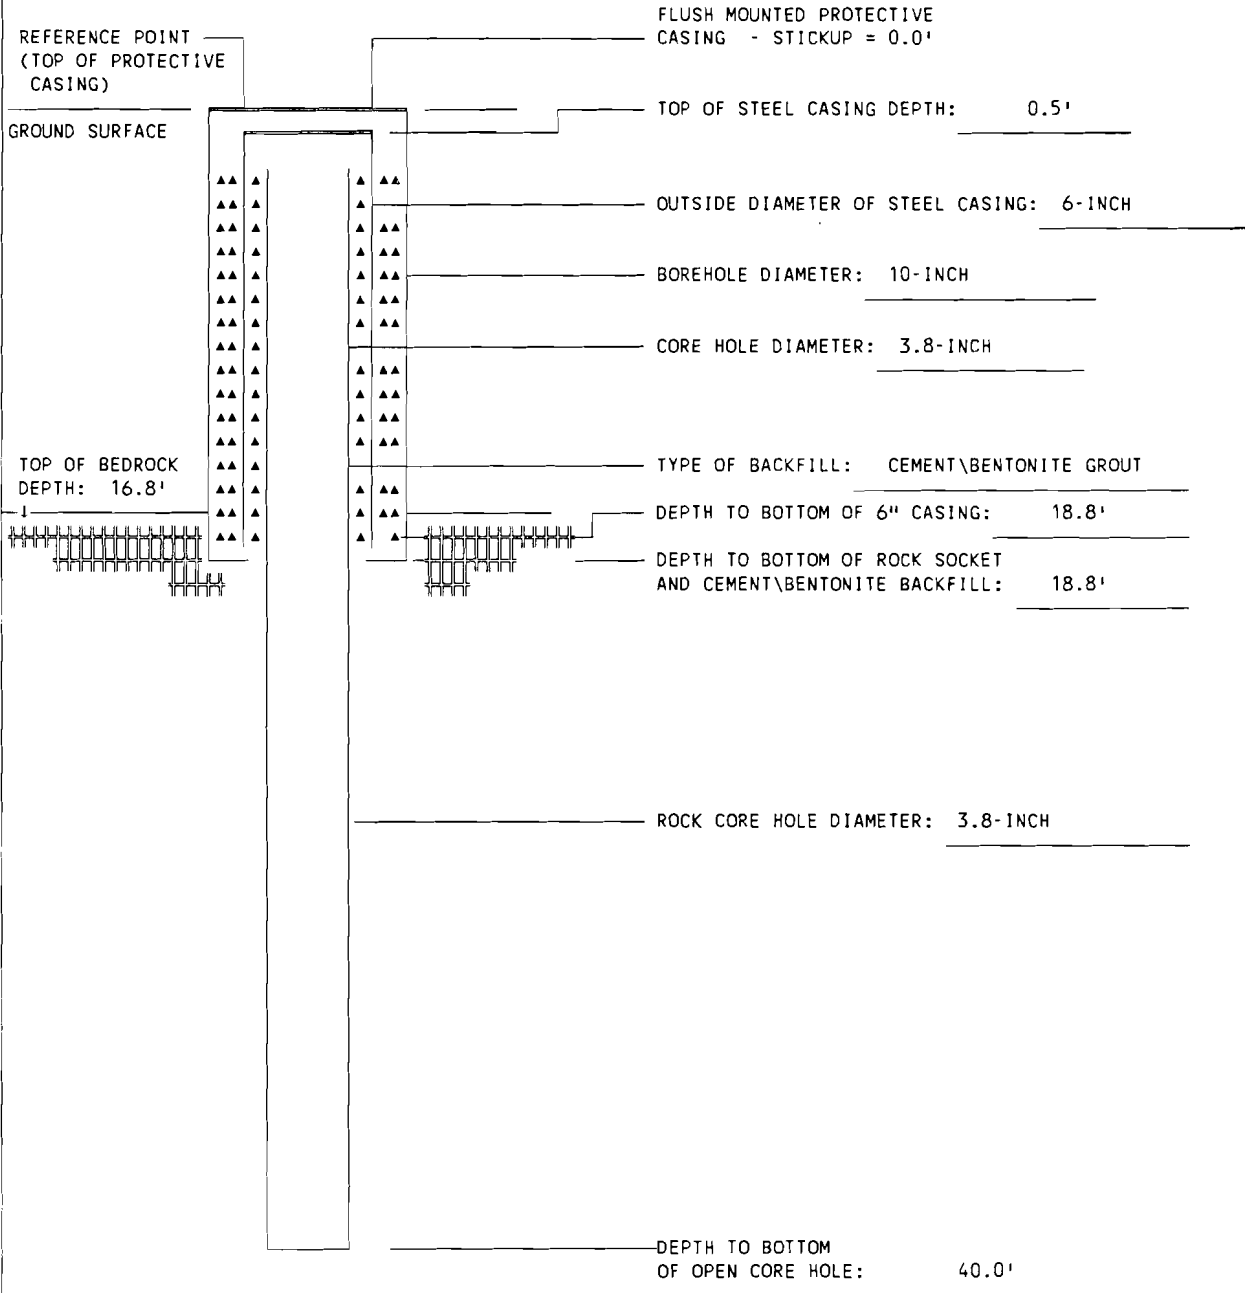 FLUSH MOUNTED PROTECTIVE
CASING - STICKUP = 0.0'
REFERENCE POINT
(TOP OF PROTECTIVE
CASING)
TOP OF STEEL CASING DEPTH: 0.5'
GROUND SURFACE
OUTSIDE DIAMETER OF STEEL CASING: 6-INCH
BOREHOLE DIAMETER: 10-INCH
CORE HOLE DIAMETER: 3.8-INCH
TOP OF BEDROCK
DEPTH: 16.8'
TYPE OF BACKFILL: CEMENT\BENTONITE GROUT
DEPTH TO BOTTOM OF 6" CASING: 18.8'
DEPTH TO BOTTOM OF ROCK SOCKET
AND CEMENT\BENTONITE BACKFILL: 18.8'
ROCK CORE HOLE DIAMETER: 3.8-INCH
DEPTH TO BOTTOM
OF OPEN CORE HOLE: 40.0'